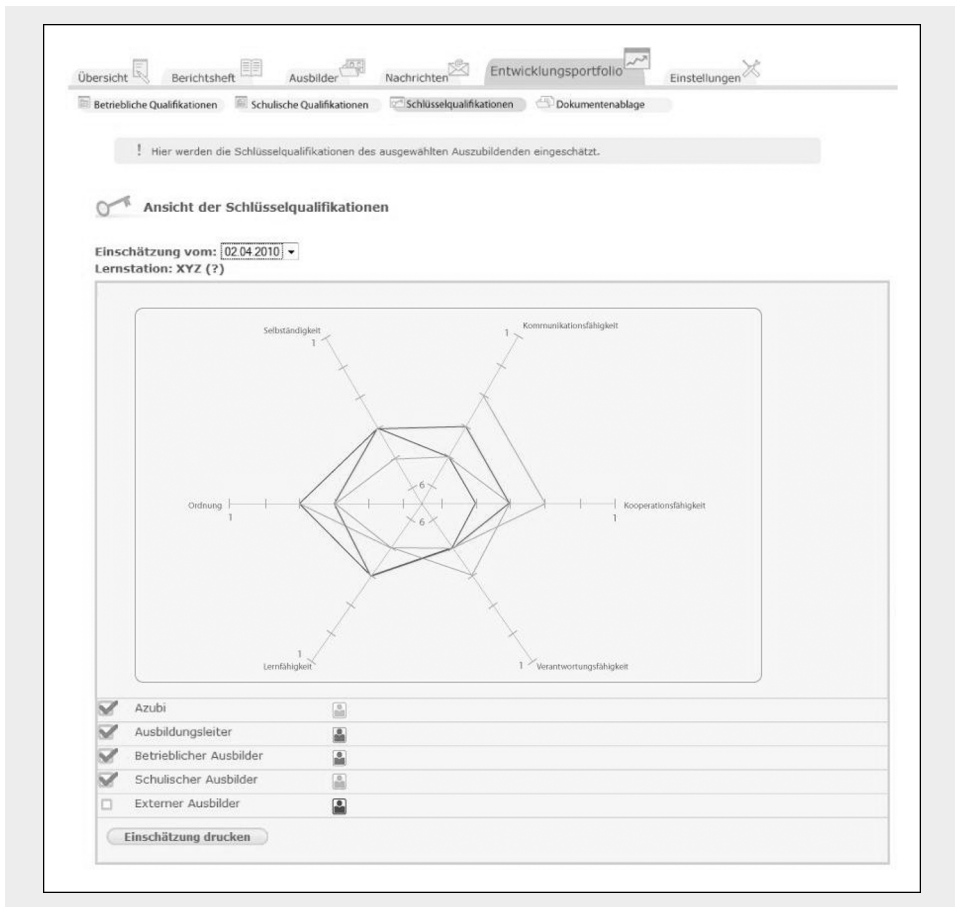 Übersicht Berichtsheft Ausbilder Nachrichten Entwicklungsportfolio Einstellungen
Betriebliche Qualifikationen Schulische Qualifikationen Schlüsselqualifikationen Dokumentenablage
! Hier werden die Schlüsselqualifikationen des ausgewählten Auszubildenden eingeschätzt.
Ansicht der Schlüsselqualifikationen
Einschätzung vom: 02.04.2010
Lernstation: XYZ (?)
Selbständigkeit 1
1 Kommunikationsfähigkeit
6
Ordnung 1
1 Kooperationsfähigkeit
6
1 Lernfähigkeit
1 Verantwortungsfähigkeit
Azubi
Ausbildungsleiter
Betrieblicher Ausbilder
Schulischer Ausbilder
Externer Ausbilder
Einschätzung drucken